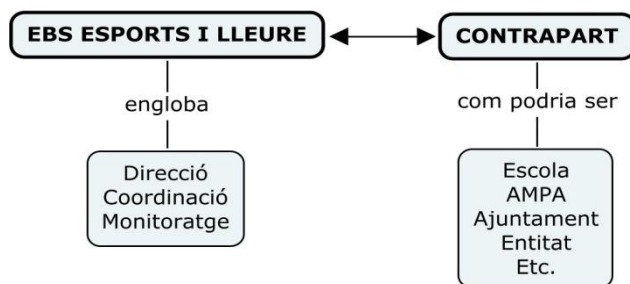 EBS ESPORTS I LLEURE
CONTRAPART
engloba
com podria ser
Direcció
Coordinació
Monitoratge
Escola
AMPA
Ajuntament
Entitat
Etc.